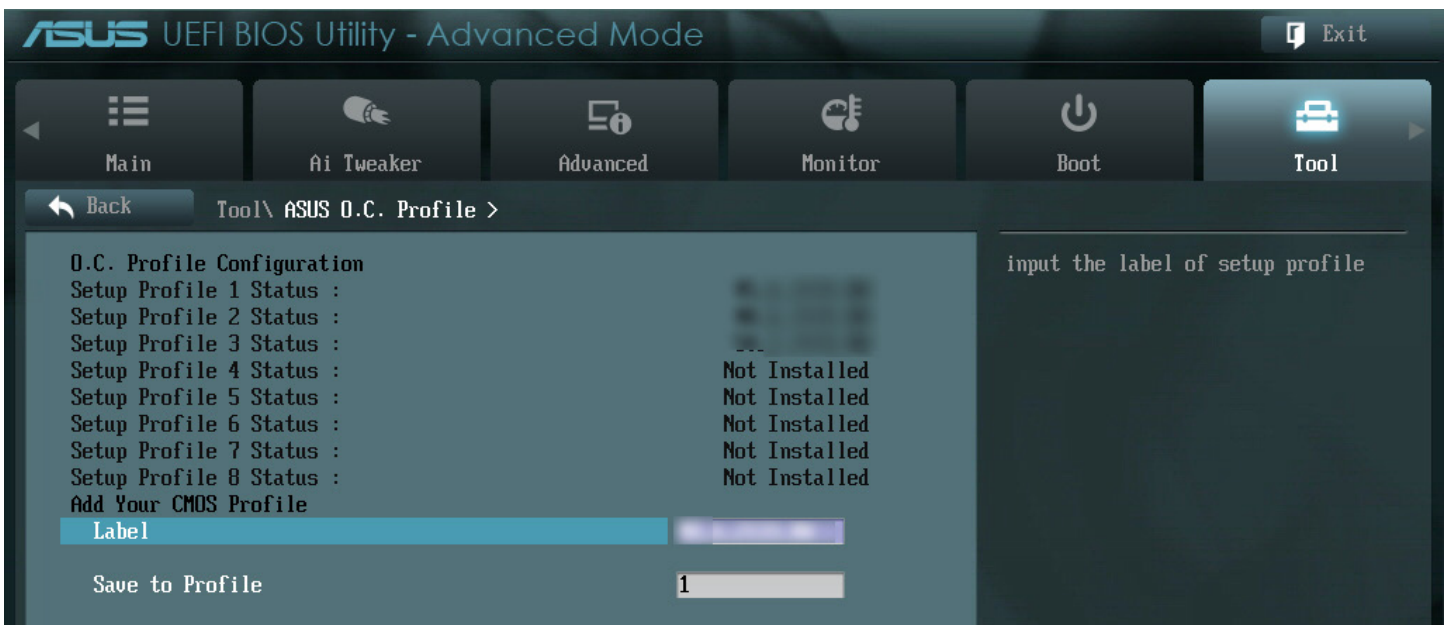 ASUS UEFI BIOS Utility - Advanced Mode
Exit
Main
Ai Tweaker
Advanced
Monitor
Boot
Tool
Back
Tool\ ASUS O.C. Profile >
O.C. Profile Configuration
Setup Profile 1 Status :
Setup Profile 2 Status :
Setup Profile 3 Status :
Setup Profile 4 Status : Not Installed
Setup Profile 5 Status : Not Installed
Setup Profile 6 Status : Not Installed
Setup Profile 7 Status : Not Installed
Setup Profile 8 Status : Not Installed
Add Your CMOS Profile
Label
Save to Profile 1
input the label of setup profile